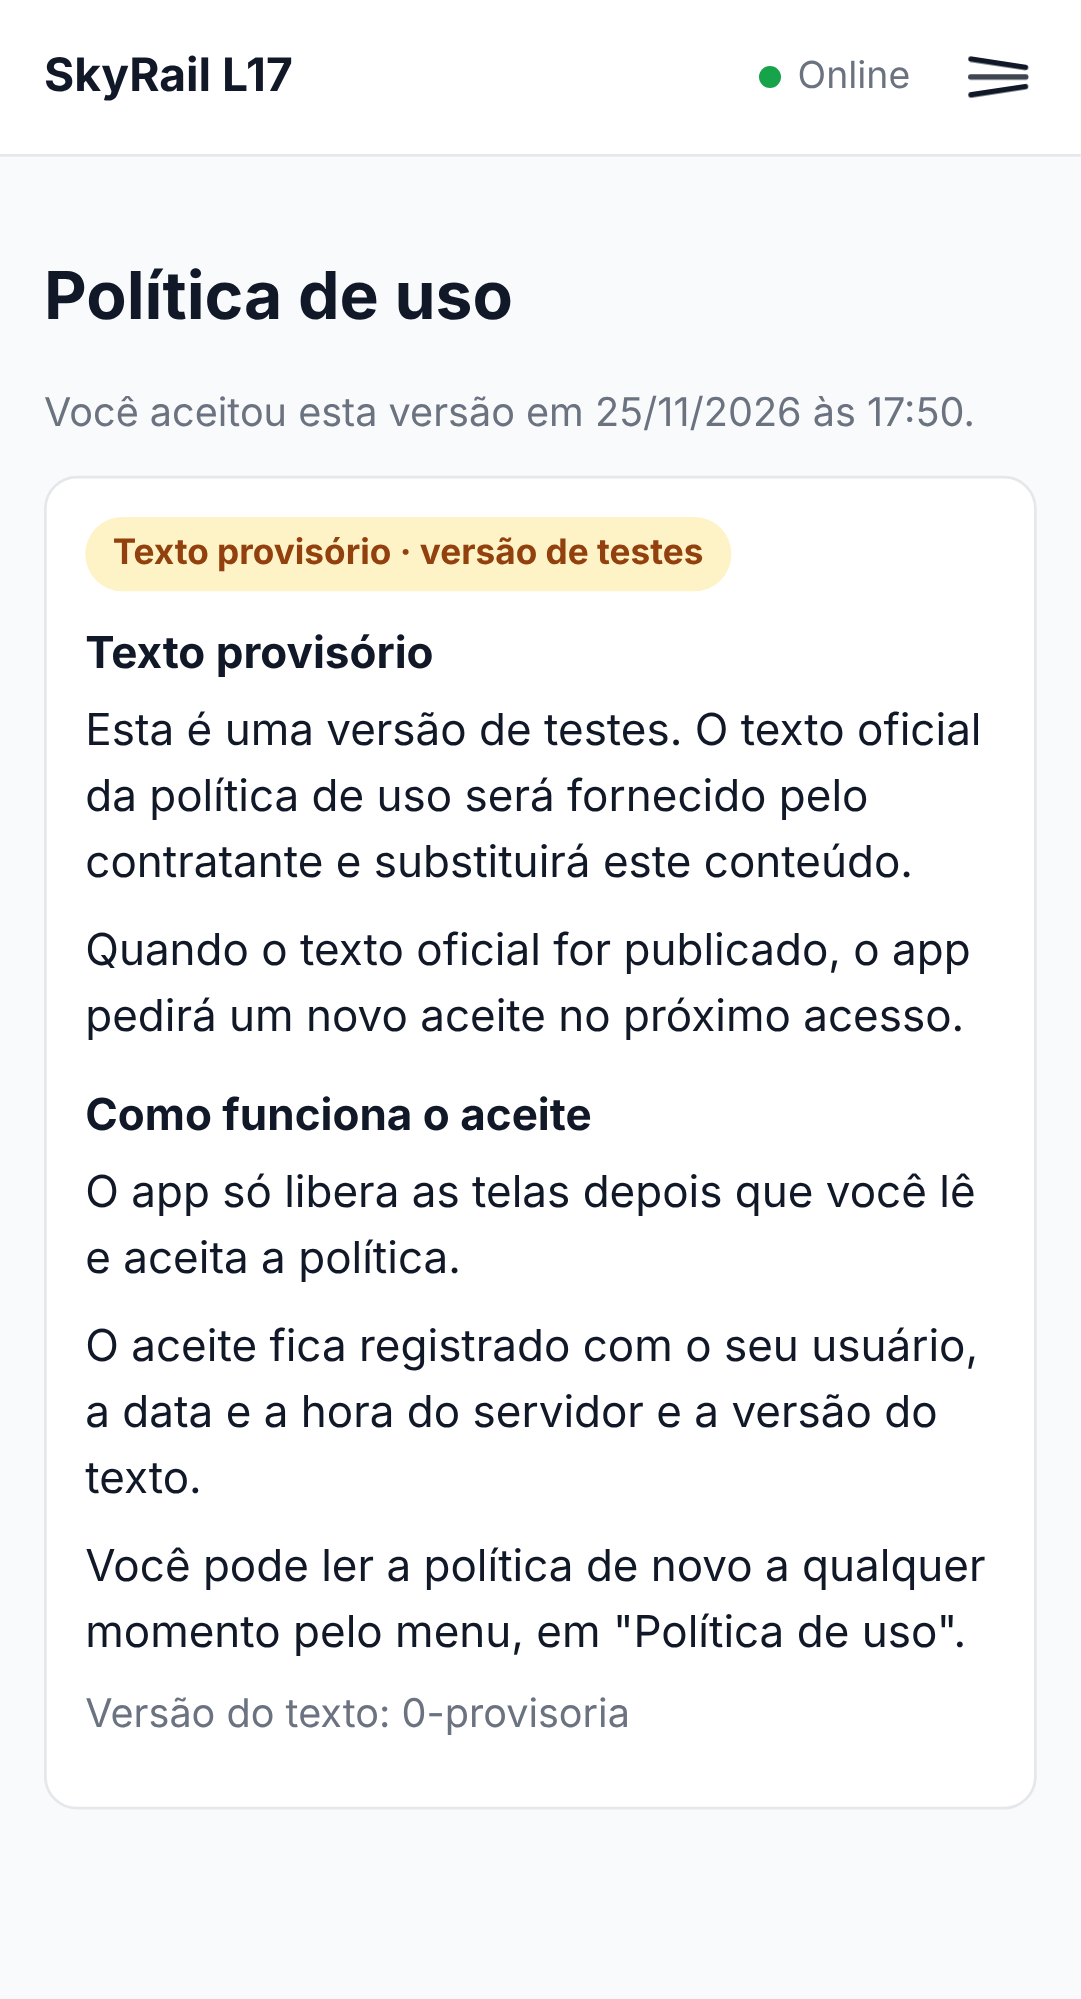 SkyRail L17
Online
Política de uso
Você aceitou esta versão em 25/11/2026 às 17:50.
Texto provisório · versão de testes
Texto provisório
Esta é uma versão de testes. O texto oficial
da política de uso será fornecido pelo
contratante e substituirá este conteúdo.
Quando o texto oficial for publicado, o app
pedirá um novo aceite no próximo acesso.
Como funciona o aceite
O app só libera as telas depois que você lê
e aceita a política.
O aceite fica registrado com o seu usuário,
a data e a hora do servidor e a versão do
texto.
Você pode ler a política de novo a qualquer
momento pelo menu, em "Política de uso".
Versão do texto: 0-provisoria